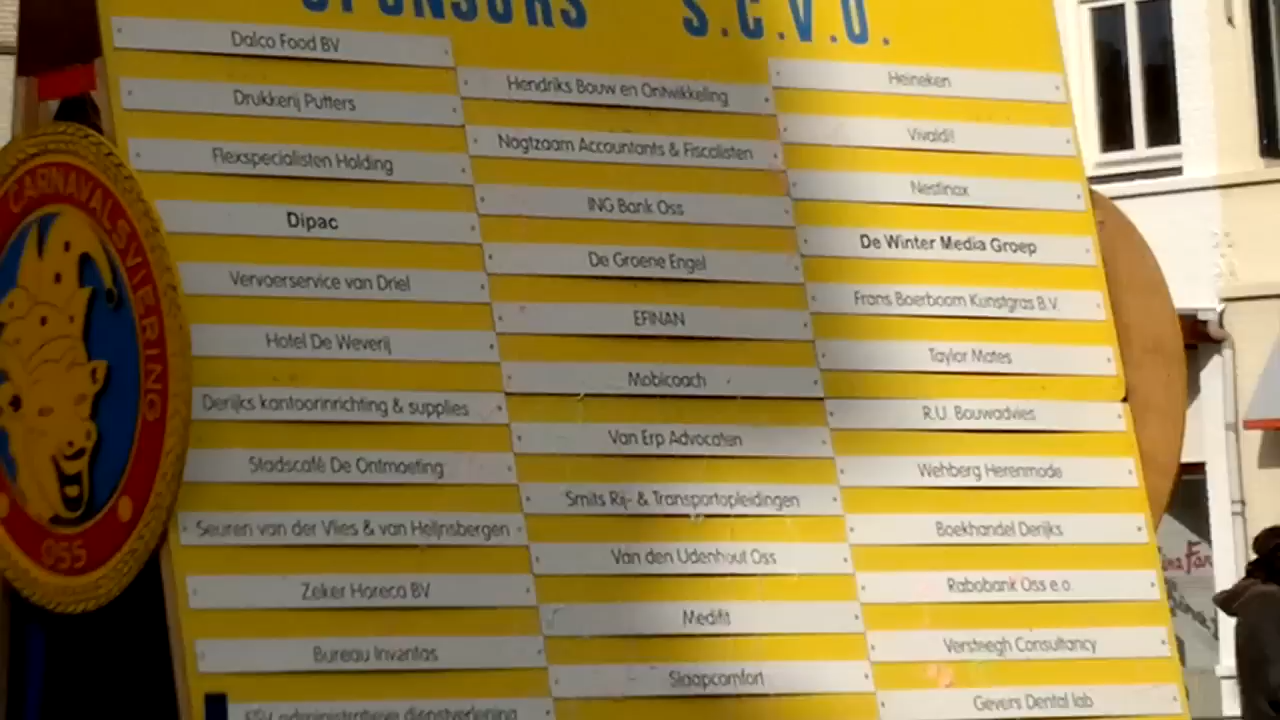 SPONSORS S.C.V.O.
Dalco Food BV
Drukkerij Putters
Flexspecialisten Holding
Dipac
Vervoerservice van Driel
Hotel De Weverij
Derijks kantoorinrichting & supplies
Stadscafé De Ontmoeting
Seuren van der Vlies & van Heijnsbergen
Zeker Horeca BV
Bureau Inventas
administratieve dienstverlening
Hendriks Bouw en Ontwikkeling
Nagtzaam Accountants & Fiscalisten
ING Bank Oss
De Groene Engel
EFINAN
Mobicoach
Van Erp Advocaten
Smits Rij- & Transportopleidingen
Van den Udenhout Oss
Medifit
Slaapcomfort
Heineken
Vivaldi!
Nestinox
De Winter Media Groep
Frans Boerboom Kunstgras B.V.
Taylor Mates
R.U. Bouwadvies
Wehberg Herenmode
Boekhandel Derijks
Rabobank Oss e.o.
Versteegh Consultancy
Gevers Dental lab
CARNAVALSVIERING
OSS